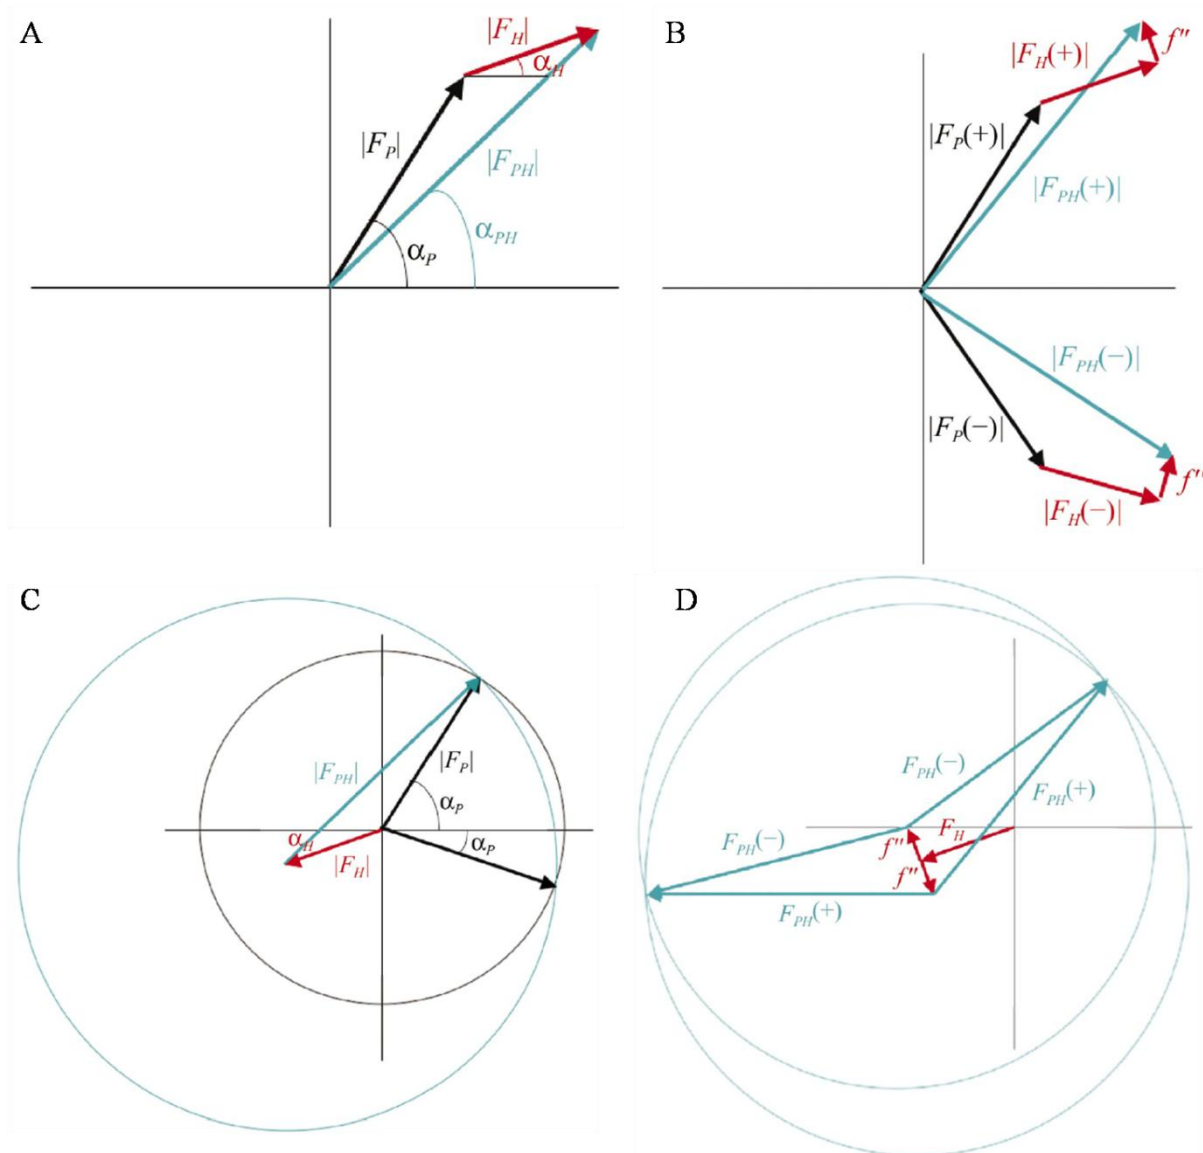 A
|F_H|
α_H
|F_P|
|F_PH|
α_P
α_PH
B
f″
|F_H(+)|
|F_P(+)|
|F_PH(+)|
|F_PH(−)|
|F_P(−)|
f″
|F_H(−)|
C
|F_PH|
|F_P|
α_P
α_H
α_P
|F_H|
D
F_PH(−)
F_PH(+)
F_H
F_PH(−)
f″
f″
F_PH(+)